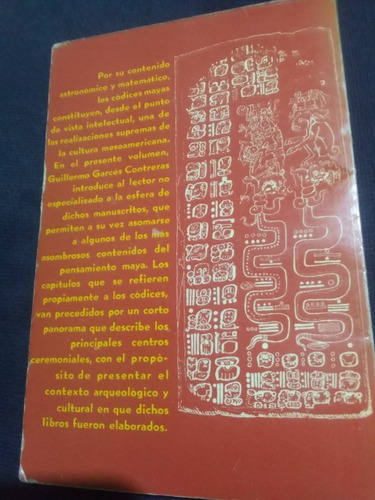 Por su contenido
astronómico y matemático,
los códices mayas
constituyen, desde el punto
de vista intelectual, una de
las realizaciones supremas de
la cultura mesoamericana.
En el presente volumen,
Guillermo Garcés Contreras
introduce al lector no
especializado a la esfera de
dichos manuscritos, que
permiten a su vez asomarse
a algunos de los más
asombrosos contenidos del
pensamiento maya. Los
capítulos que se refieren
propiamente a los códices,
van precedidos por un corto
panorama que describe los
principales centros
ceremoniales, con el propó-
sito de presentar el
contexto arqueológico y
cultural en que dichos
libros fueron elaborados.